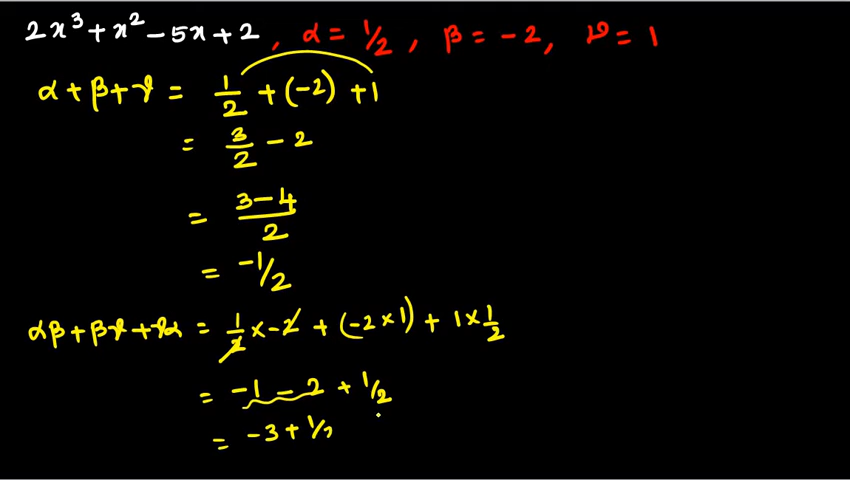 2x³ + x² - 5x + 2 , α = 1/2 , β = -2, γ = 1
α + β + γ = 1/2 + (-2) + 1
= 3/2 - 2
= 3-4/2
= -1/2
αβ + βγ + γα = 1/2 × -2 + (-2 × 1) + 1 × 1/2
= -1 - 2 + 1/2
= -3 + 1/2